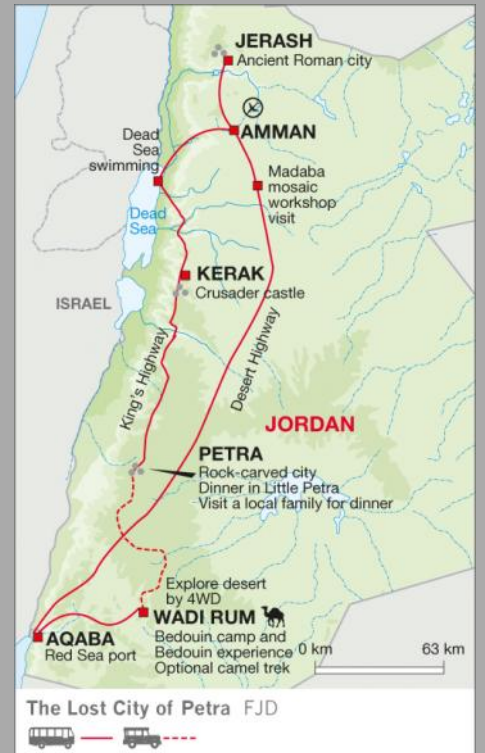 JERASH
Ancient Roman city
AMMAN
Dead
Sea
swimming
Madaba
mosaic
workshop
visit
Dead
Sea
KERAK
Crusader castle
ISRAEL
King's Highway
Desert Highway
JORDAN
PETRA
Rock-carved city
Dinner in Little Petra
Visit a local family for dinner
Explore desert
by 4WD
WADI RUM
Bedouin camp and
Bedouin experience
Optional camel trek
AQABA
Red Sea port
0 km 63 km
The Lost City of Petra FJD